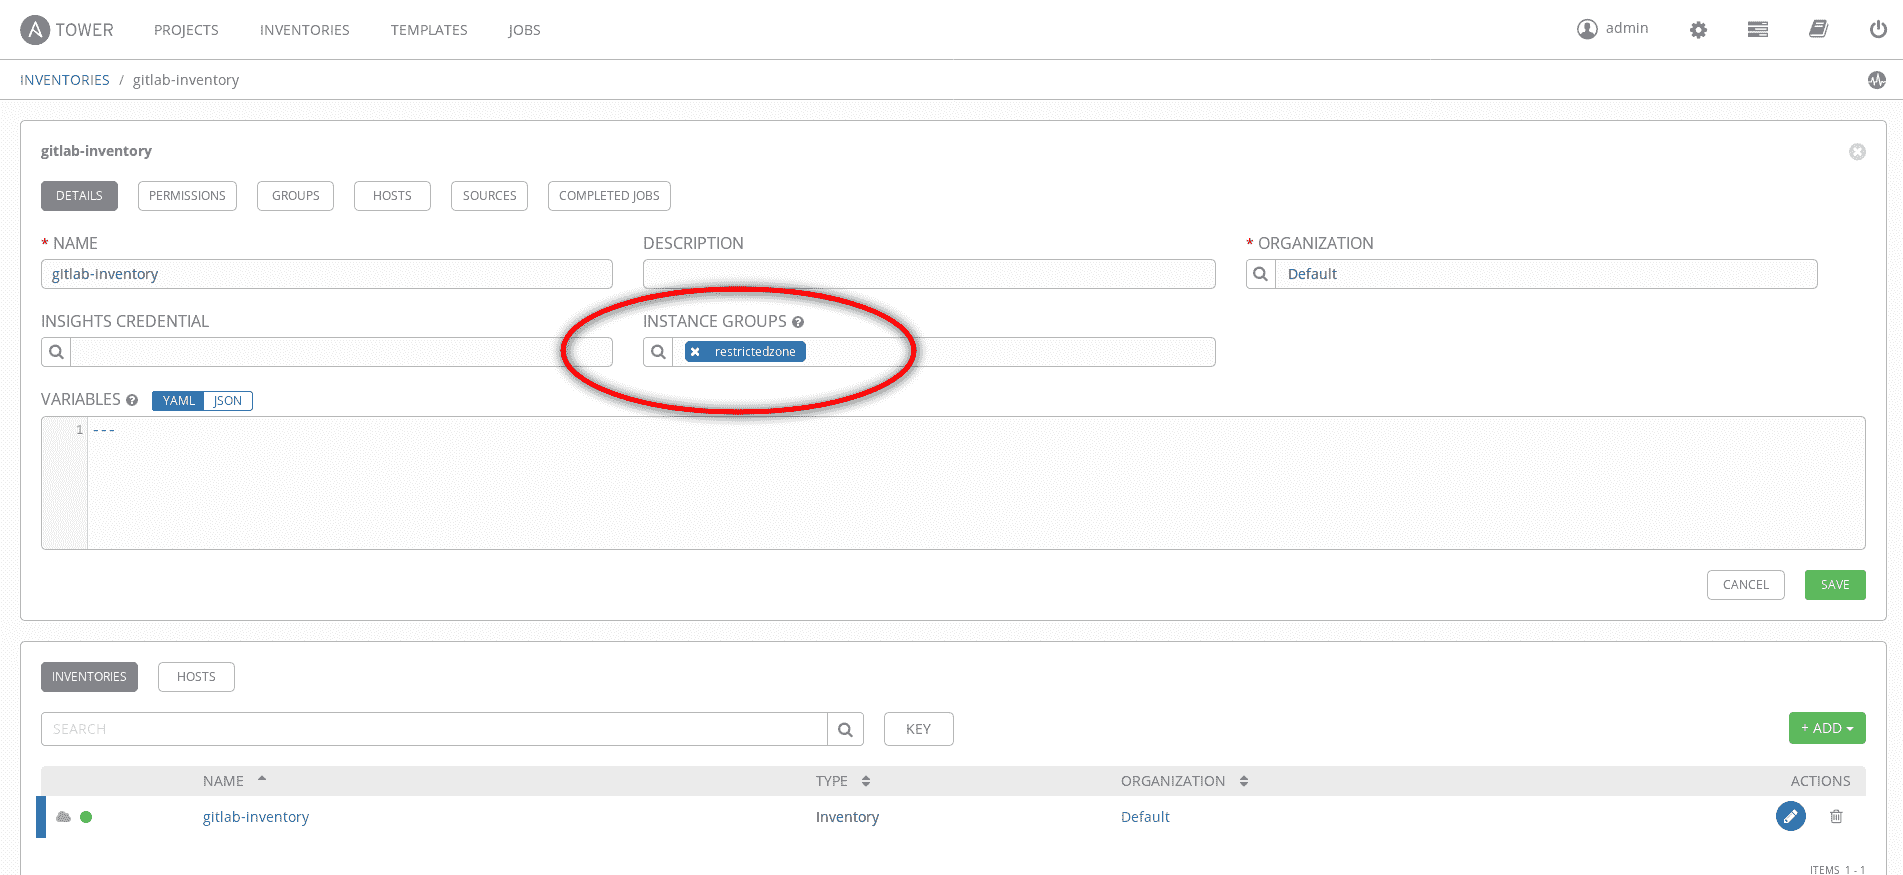 A TOWER PROJECTS INVENTORIES TEMPLATES JOBS admin
INVENTORIES / gitlab-inventory
gitlab-inventory
DETAILS PERMISSIONS GROUPS HOSTS SOURCES COMPLETED JOBS
* NAME DESCRIPTION * ORGANIZATION
gitlab-inventory Default
INSIGHTS CREDENTIAL INSTANCE GROUPS ?
× restrictedzone
VARIABLES ? YAML JSON
1 ---
CANCEL SAVE
INVENTORIES HOSTS
SEARCH KEY + ADD
NAME TYPE ORGANIZATION ACTIONS
gitlab-inventory Inventory Default
ITEMS 1 - 1